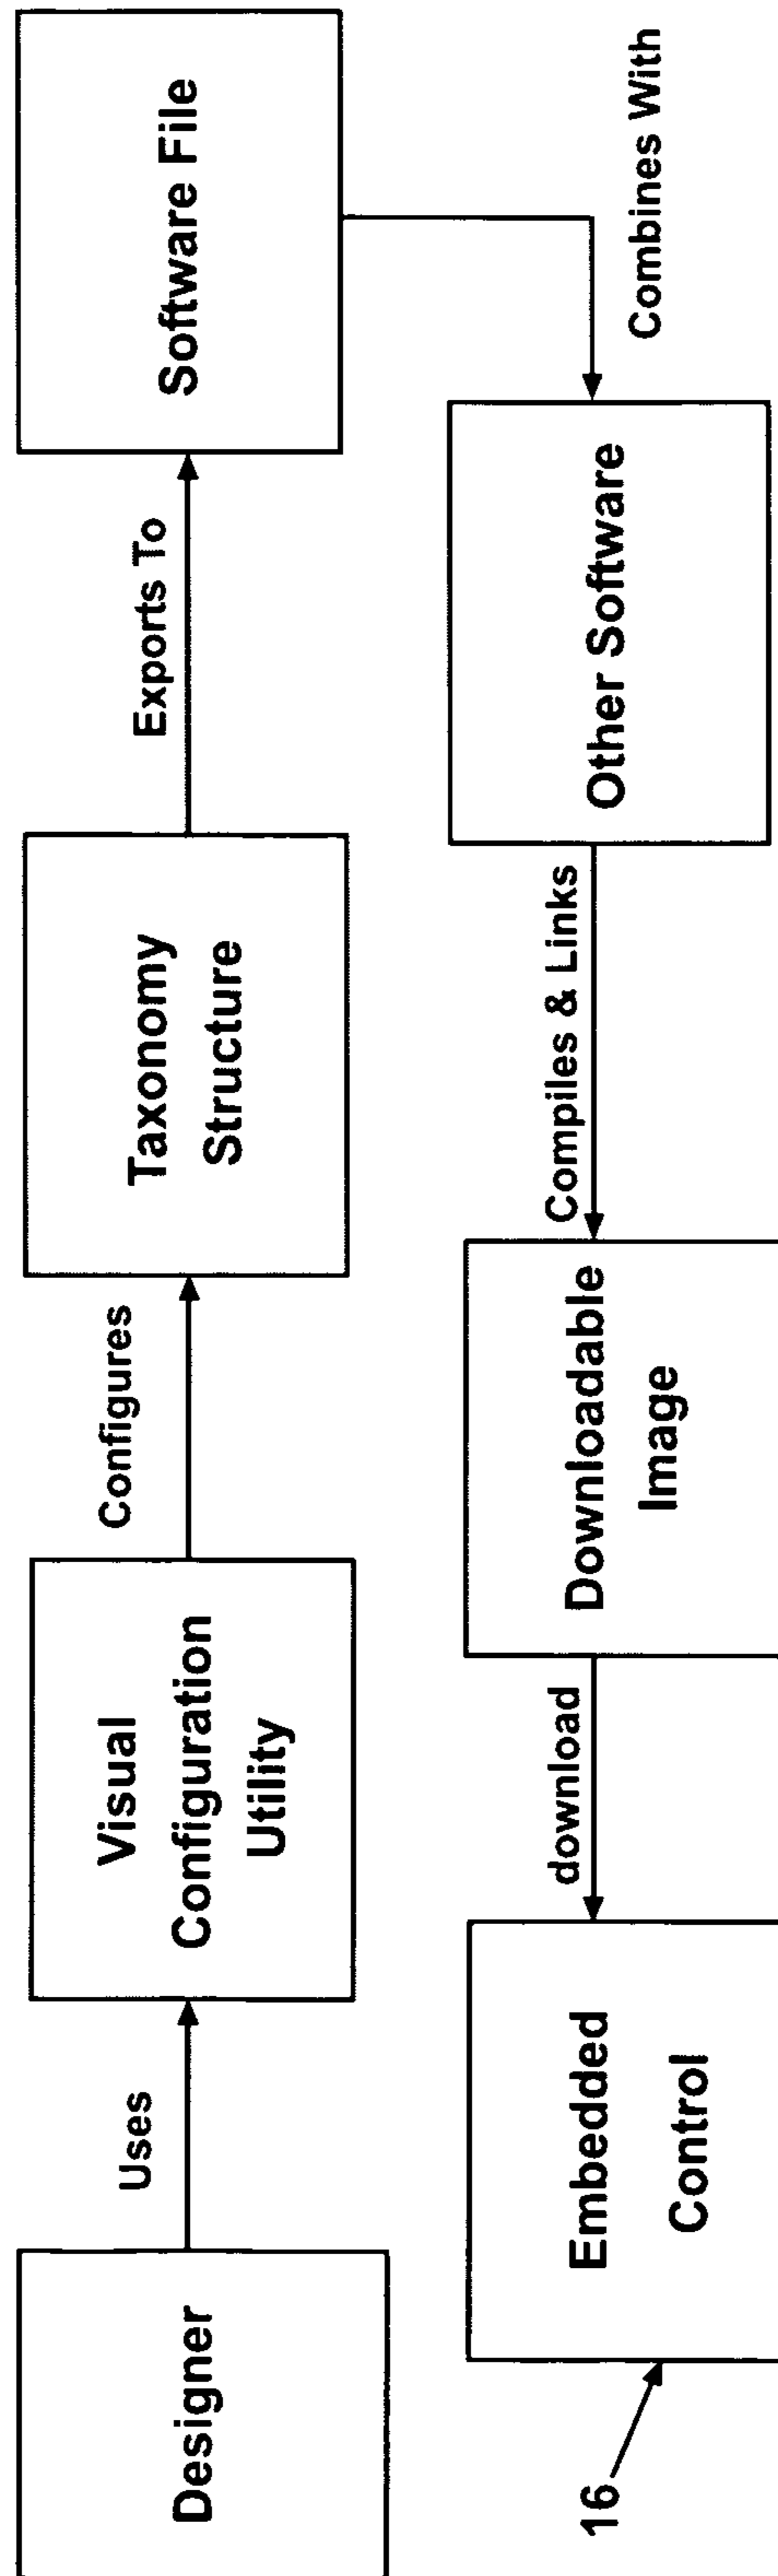 Designer
Uses
Visual
Configuration
Utility
Configures
Taxonomy
Structure
Exports To
Software File
Combines With
Other Software
Compiles & Links
Downloadable
Image
download
Embedded
Control
16